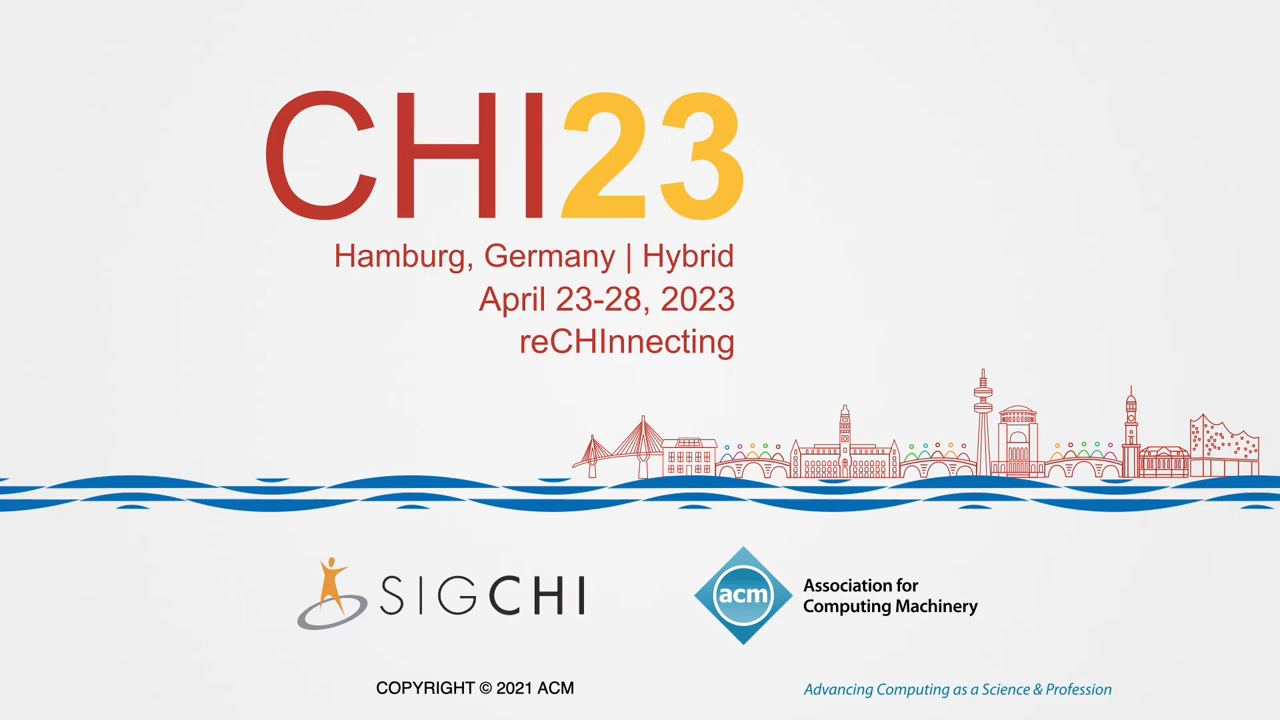 CHI23
Hamburg, Germany | Hybrid
April 23-28, 2023
reCHInnecting
SIGCHI
acm
Association for
Computing Machinery
COPYRIGHT © 2021 ACM
Advancing Computing as a Science & Profession